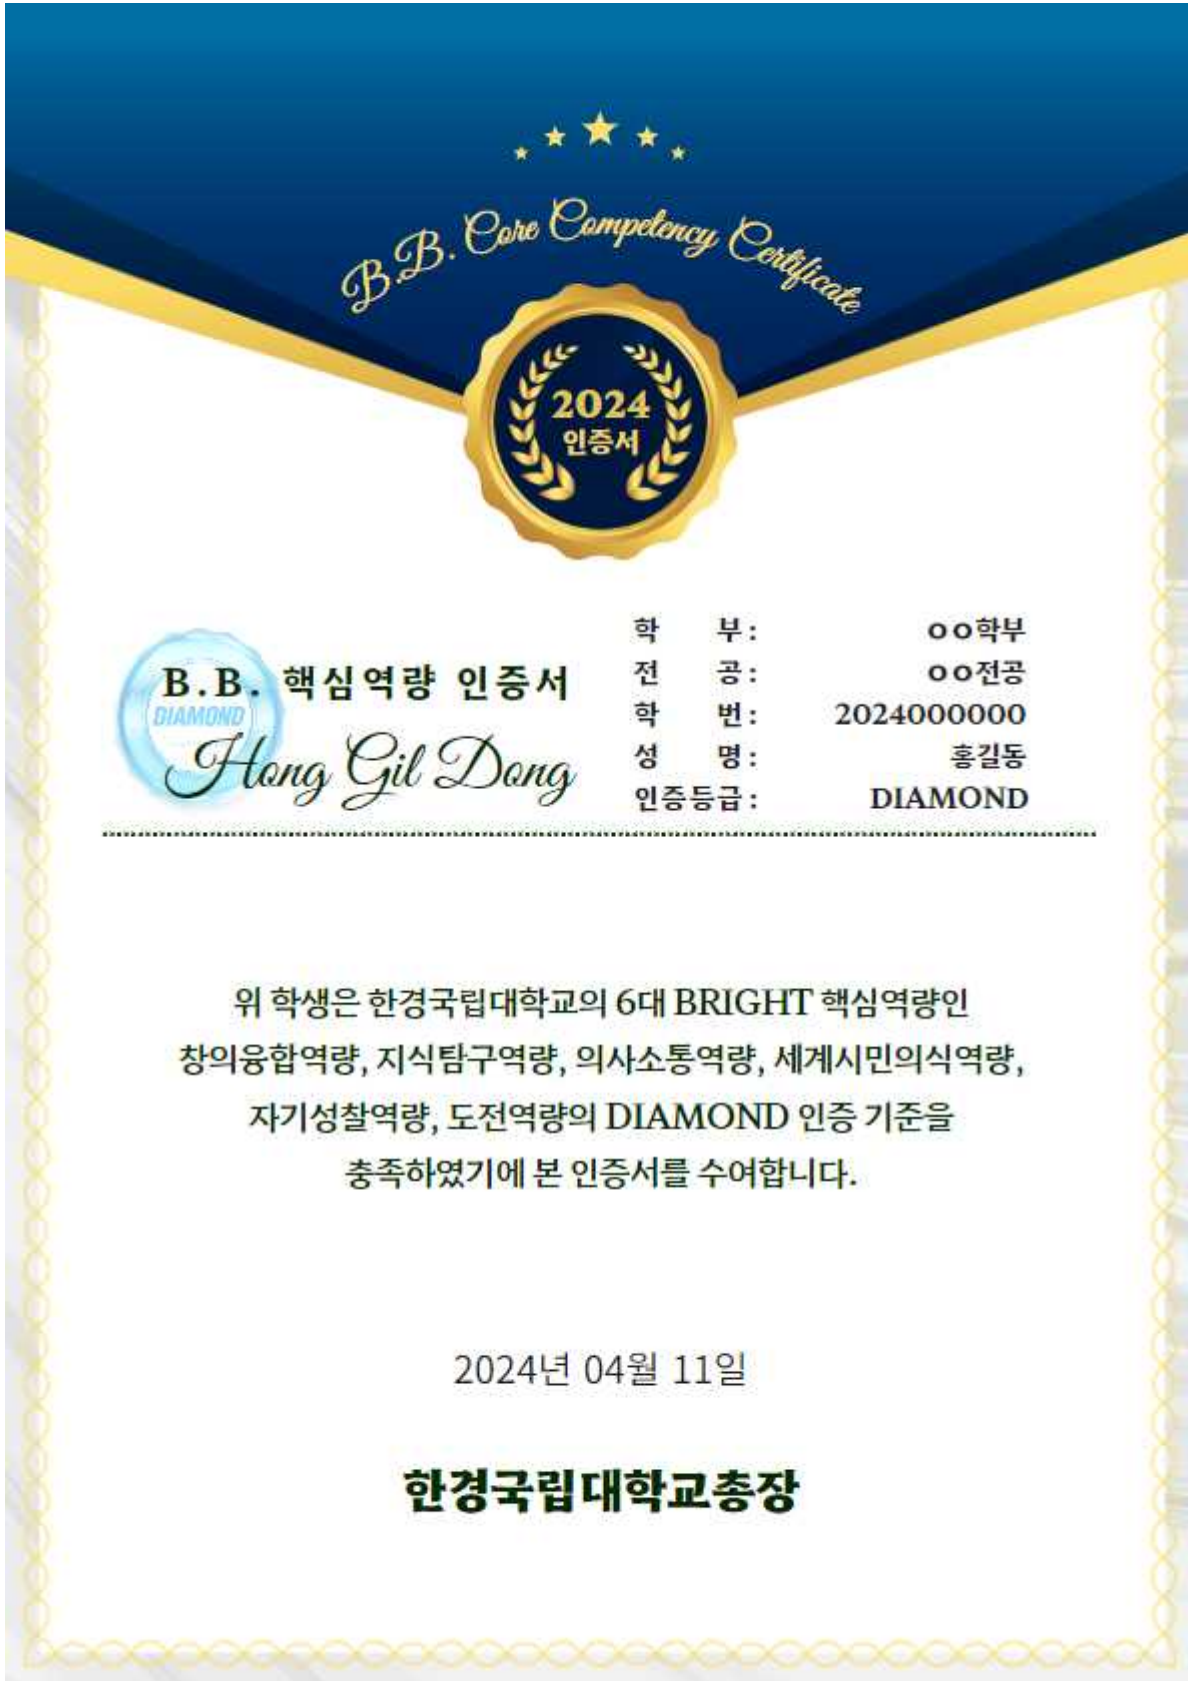 B.B. Core Competency Certificate
2024
인증서
B.B. 핵심역량 인증서
DIAMOND
Hong Gil Dong
학 부 : ㅇㅇ학부
전 공 : ㅇㅇ전공
학 번 : 2024000000
성 명 : 홍길동
인증등급 : DIAMOND
위 학생은 한경국립대학교의 6대 BRIGHT 핵심역량인
창의융합역량, 지식탐구역량, 의사소통역량, 세계시민의식역량,
자기성찰역량, 도전역량의 DIAMOND 인증 기준을
충족하였기에 본 인증서를 수여합니다.
2024년 04월 11일
한경국립대학교총장